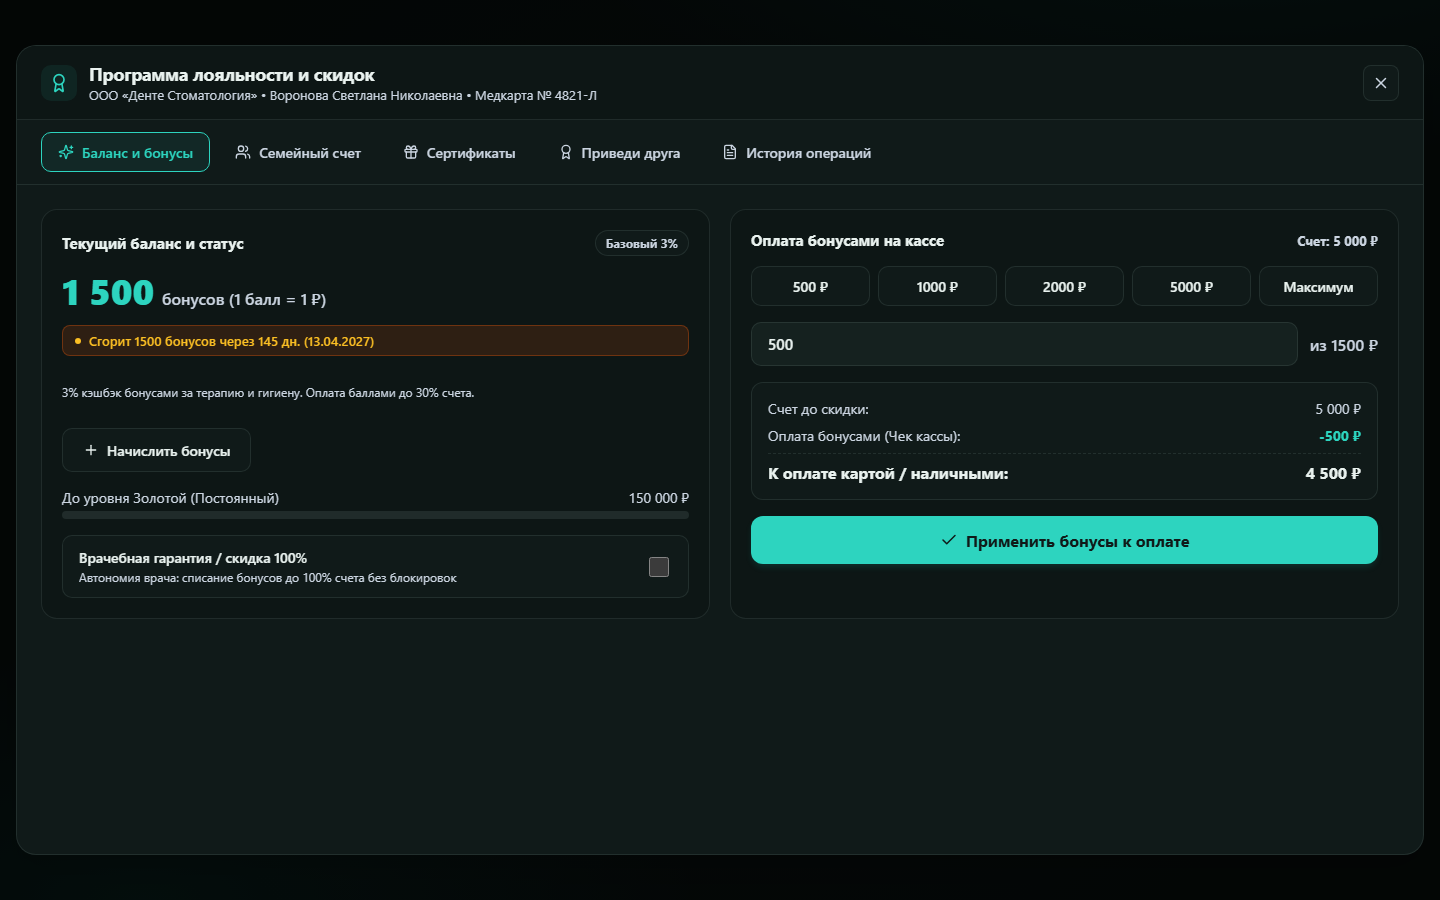 Программа лояльности и скидок
ООО «Денте Стоматология» • Воронова Светлана Николаевна • Медкарта № 4821-Л
Баланс и бонусы
Семейный счет
Сертификаты
Приведи друга
История операций
Текущий баланс и статус
Базовый 3%
1 500 бонусов (1 балл = 1 ₽)
Сгорит 1500 бонусов через 145 дн. (13.04.2027)
3% кэшбэк бонусами за терапию и гигиену. Оплата баллами до 30% счета.
Начислить бонусы
До уровня Золотой (Постоянный)
150 000 ₽
Врачебная гарантия / скидка 100%
Автономия врача: списание бонусов до 100% счета без блокировок
Оплата бонусами на кассе
Счет: 5 000 ₽
500 ₽
1000 ₽
2000 ₽
5000 ₽
Максимум
500
из 1500 ₽
Счет до скидки:
5 000 ₽
Оплата бонусами (Чек кассы):
-500 ₽
К оплате картой / наличными:
4 500 ₽
Применить бонусы к оплате